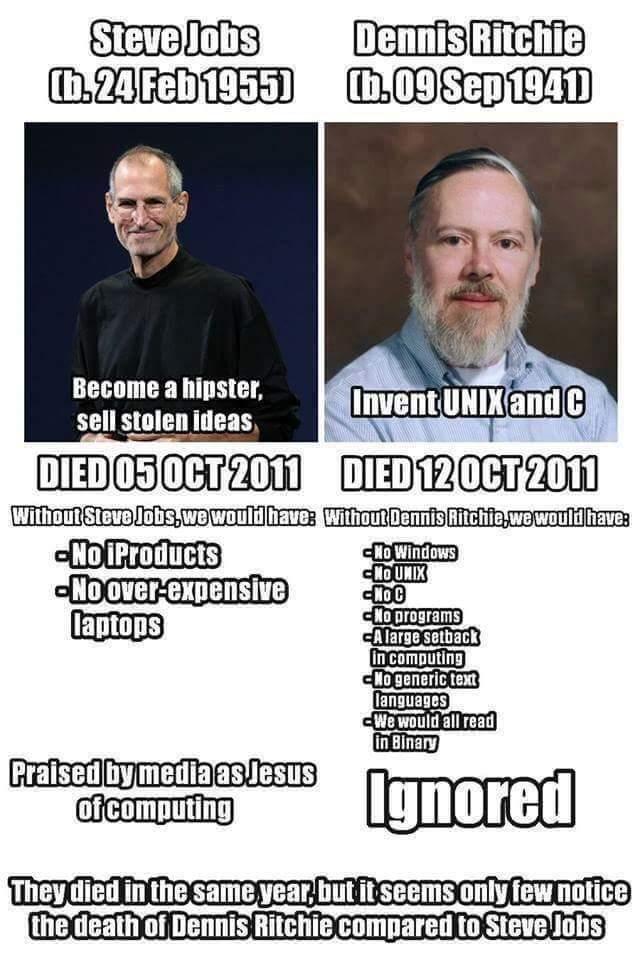 Steve Jobs
(b. 24 Feb 1955)
Dennis Ritchie
(b. 09 Sep 1941)
Become a hipster,
sell stolen ideas
Invent UNIX and C
DIED 05 OCT 2011
DIED 12 OCT 2011
Without Steve Jobs, we would have:
- No iProducts
- No over-expensive
laptops
Without Dennis Ritchie, we would have:
- No Windows
- No UNIX
- No C
- No programs
- A large setback
in computing
- No generic text
languages
- We would all read
in Binary
Praised by media as Jesus
of computing
Ignored
They died in the same year, but it seems only few notice
the death of Dennis Ritchie compared to Steve Jobs